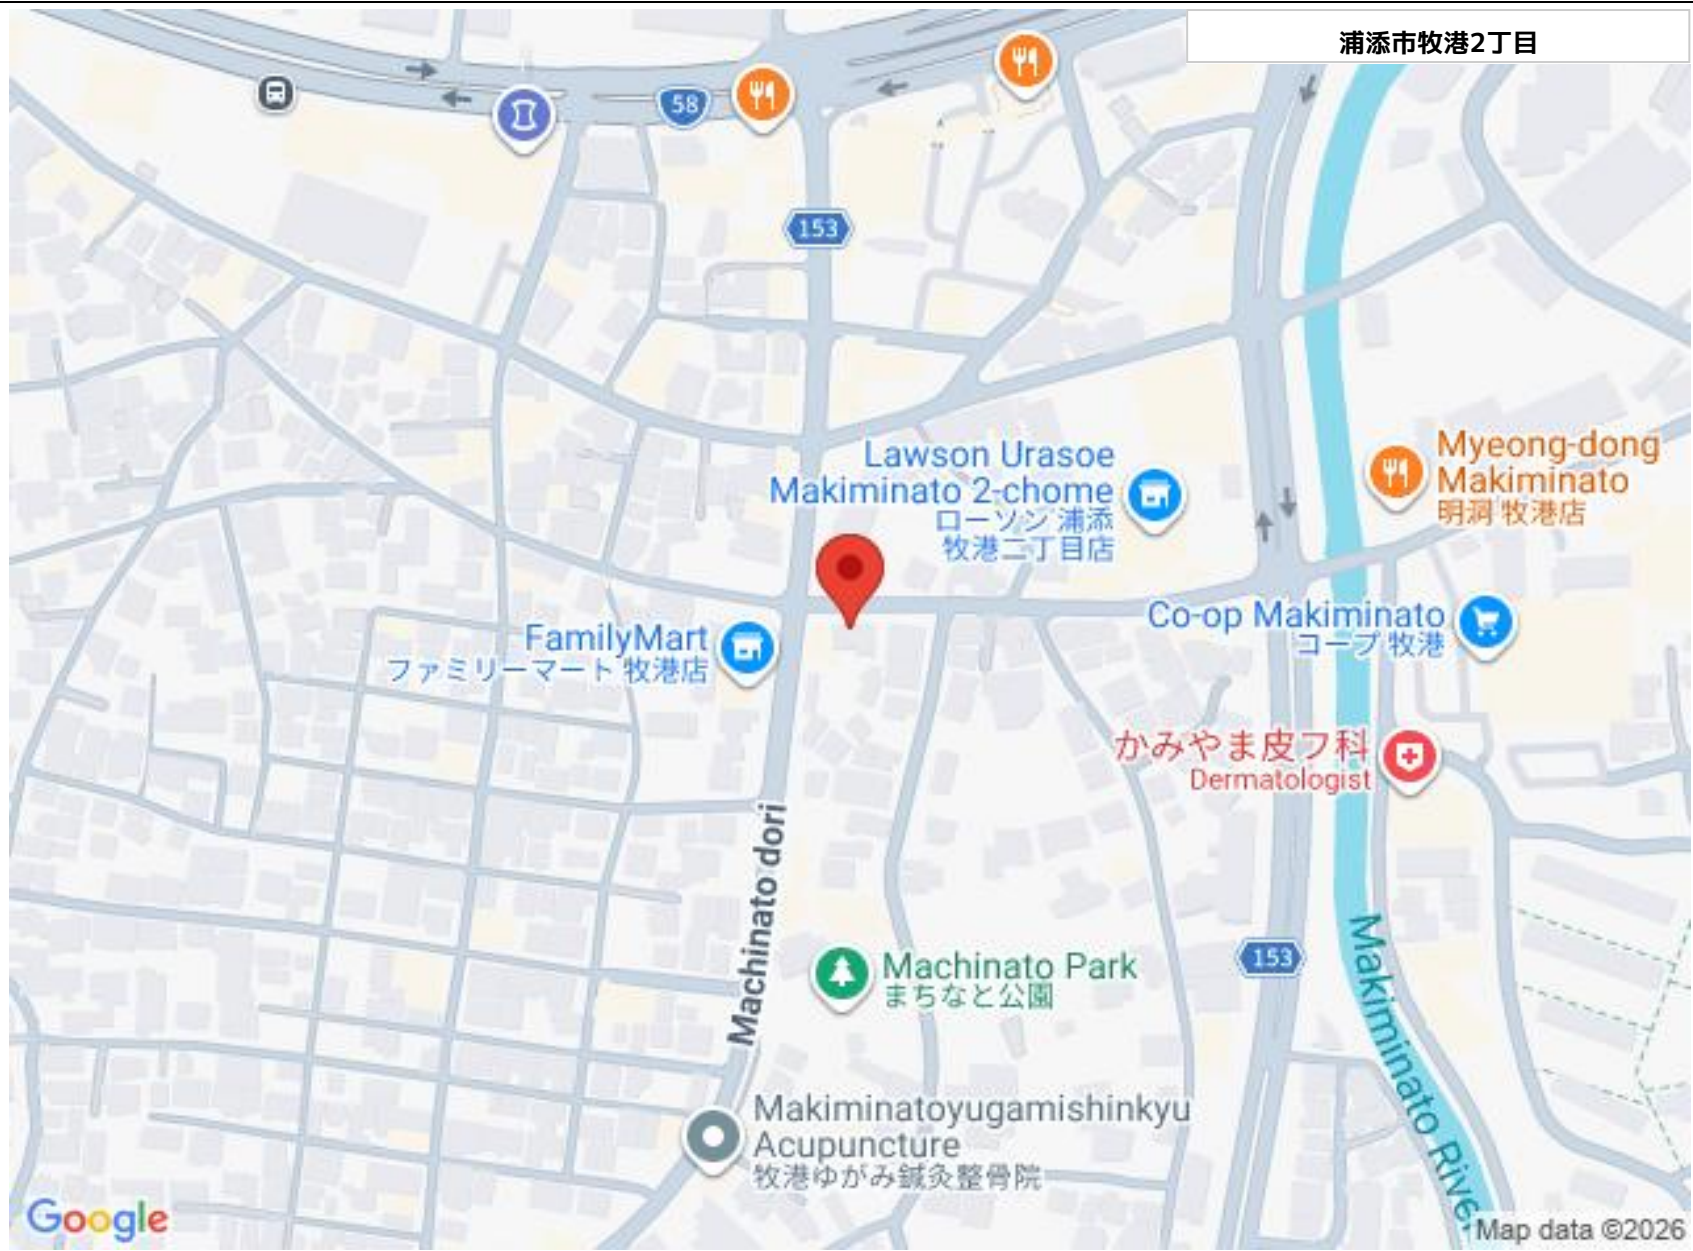 浦添市牧港2丁目
58
153
Lawson Urasoe
Makiminato 2-chome
ローソン 浦添
牧港二丁目店
Myeong-dong
Makiminato
明洞 牧港店
FamilyMart
ファミリーマート 牧港店
Co-op Makiminato
コープ 牧港
かみやま皮フ科
Dermatologist
Machinato dori
Machinato Park
まちなと公園
153
Makiminato River
Makiminatoyugamishinkyu
Acupuncture
牧港ゆがみ鍼灸整骨院
Google
Map data ©2026